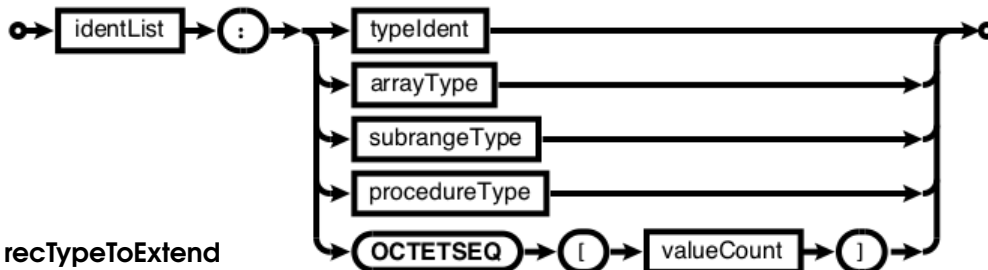 identList : typeIdent
arrayType
subrangeType
procedureType
OCTETSEQ [ valueCount ]
recTypeToExtend